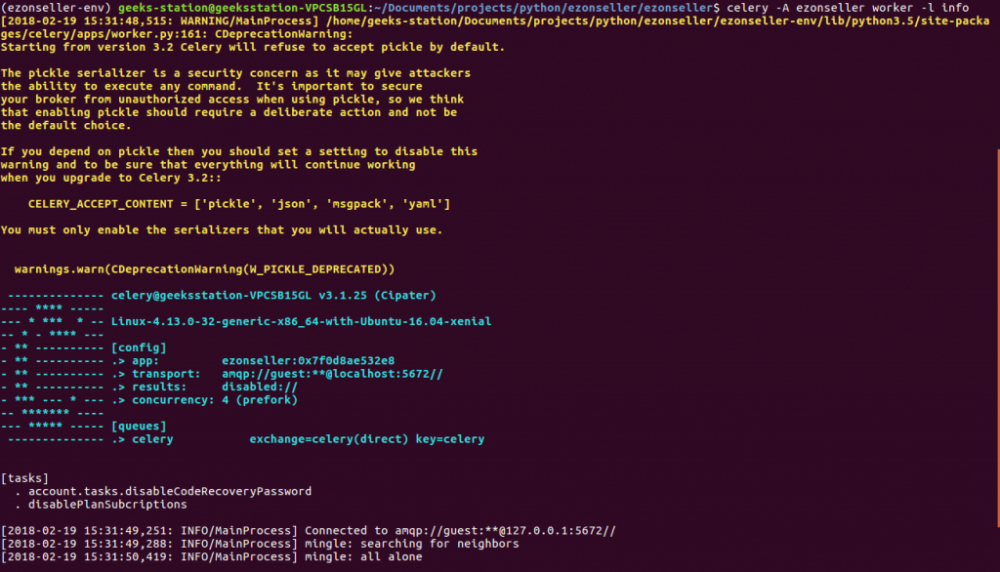 (ezonseller-env) geeks-station@geeksstation-VPCSB15GL:~/Documents/projects/python/ezonseller/ezonseller$ celery -A ezonseller worker -l info
[2018-02-19 15:31:48,515: WARNING/MainProcess] /home/geeks-station/Documents/projects/python/ezonseller/ezonseller-env/lib/python3.5/site-packa
ges/celery/apps/worker.py:161: CDeprecationWarning:
Starting from version 3.2 Celery will refuse to accept pickle by default.

The pickle serializer is a security concern as it may give attackers
the ability to execute any command.  It's important to secure
your broker from unauthorized access when using pickle, so we think
that enabling pickle should require a deliberate action and not be
the default choice.

If you depend on pickle then you should set a setting to disable this
warning and to be sure that everything will continue working
when you upgrade to Celery 3.2::

    CELERY_ACCEPT_CONTENT = ['pickle', 'json', 'msgpack', 'yaml']

You must only enable the serializers that you will actually use.


  warnings.warn(CDeprecationWarning(W_PICKLE_DEPRECATED))

 -------------- celery@geeksstation-VPCSB15GL v3.1.25 (Cipater)
---- **** -----
--- * ***  * -- Linux-4.13.0-32-generic-x86_64-with-Ubuntu-16.04-xenial
-- * - **** ---
- ** ---------- [config]
- ** ---------- .> app:         ezonseller:0x7f0d8ae532e8
- ** ---------- .> transport:   amqp://guest:**@localhost:5672//
- ** ---------- .> results:     disabled://
- *** --- * --- .> concurrency: 4 (prefork)
-- ******* ----
--- ***** ----- [queues]
 -------------- .> celery           exchange=celery(direct) key=celery


[tasks]
  . account.tasks.disableCodeRecoveryPassword
  . disablePlanSubcriptions

[2018-02-19 15:31:49,251: INFO/MainProcess] Connected to amqp://guest:**@127.0.0.1:5672//
[2018-02-19 15:31:49,288: INFO/MainProcess] mingle: searching for neighbors
[2018-02-19 15:31:50,419: INFO/MainProcess] mingle: all alone